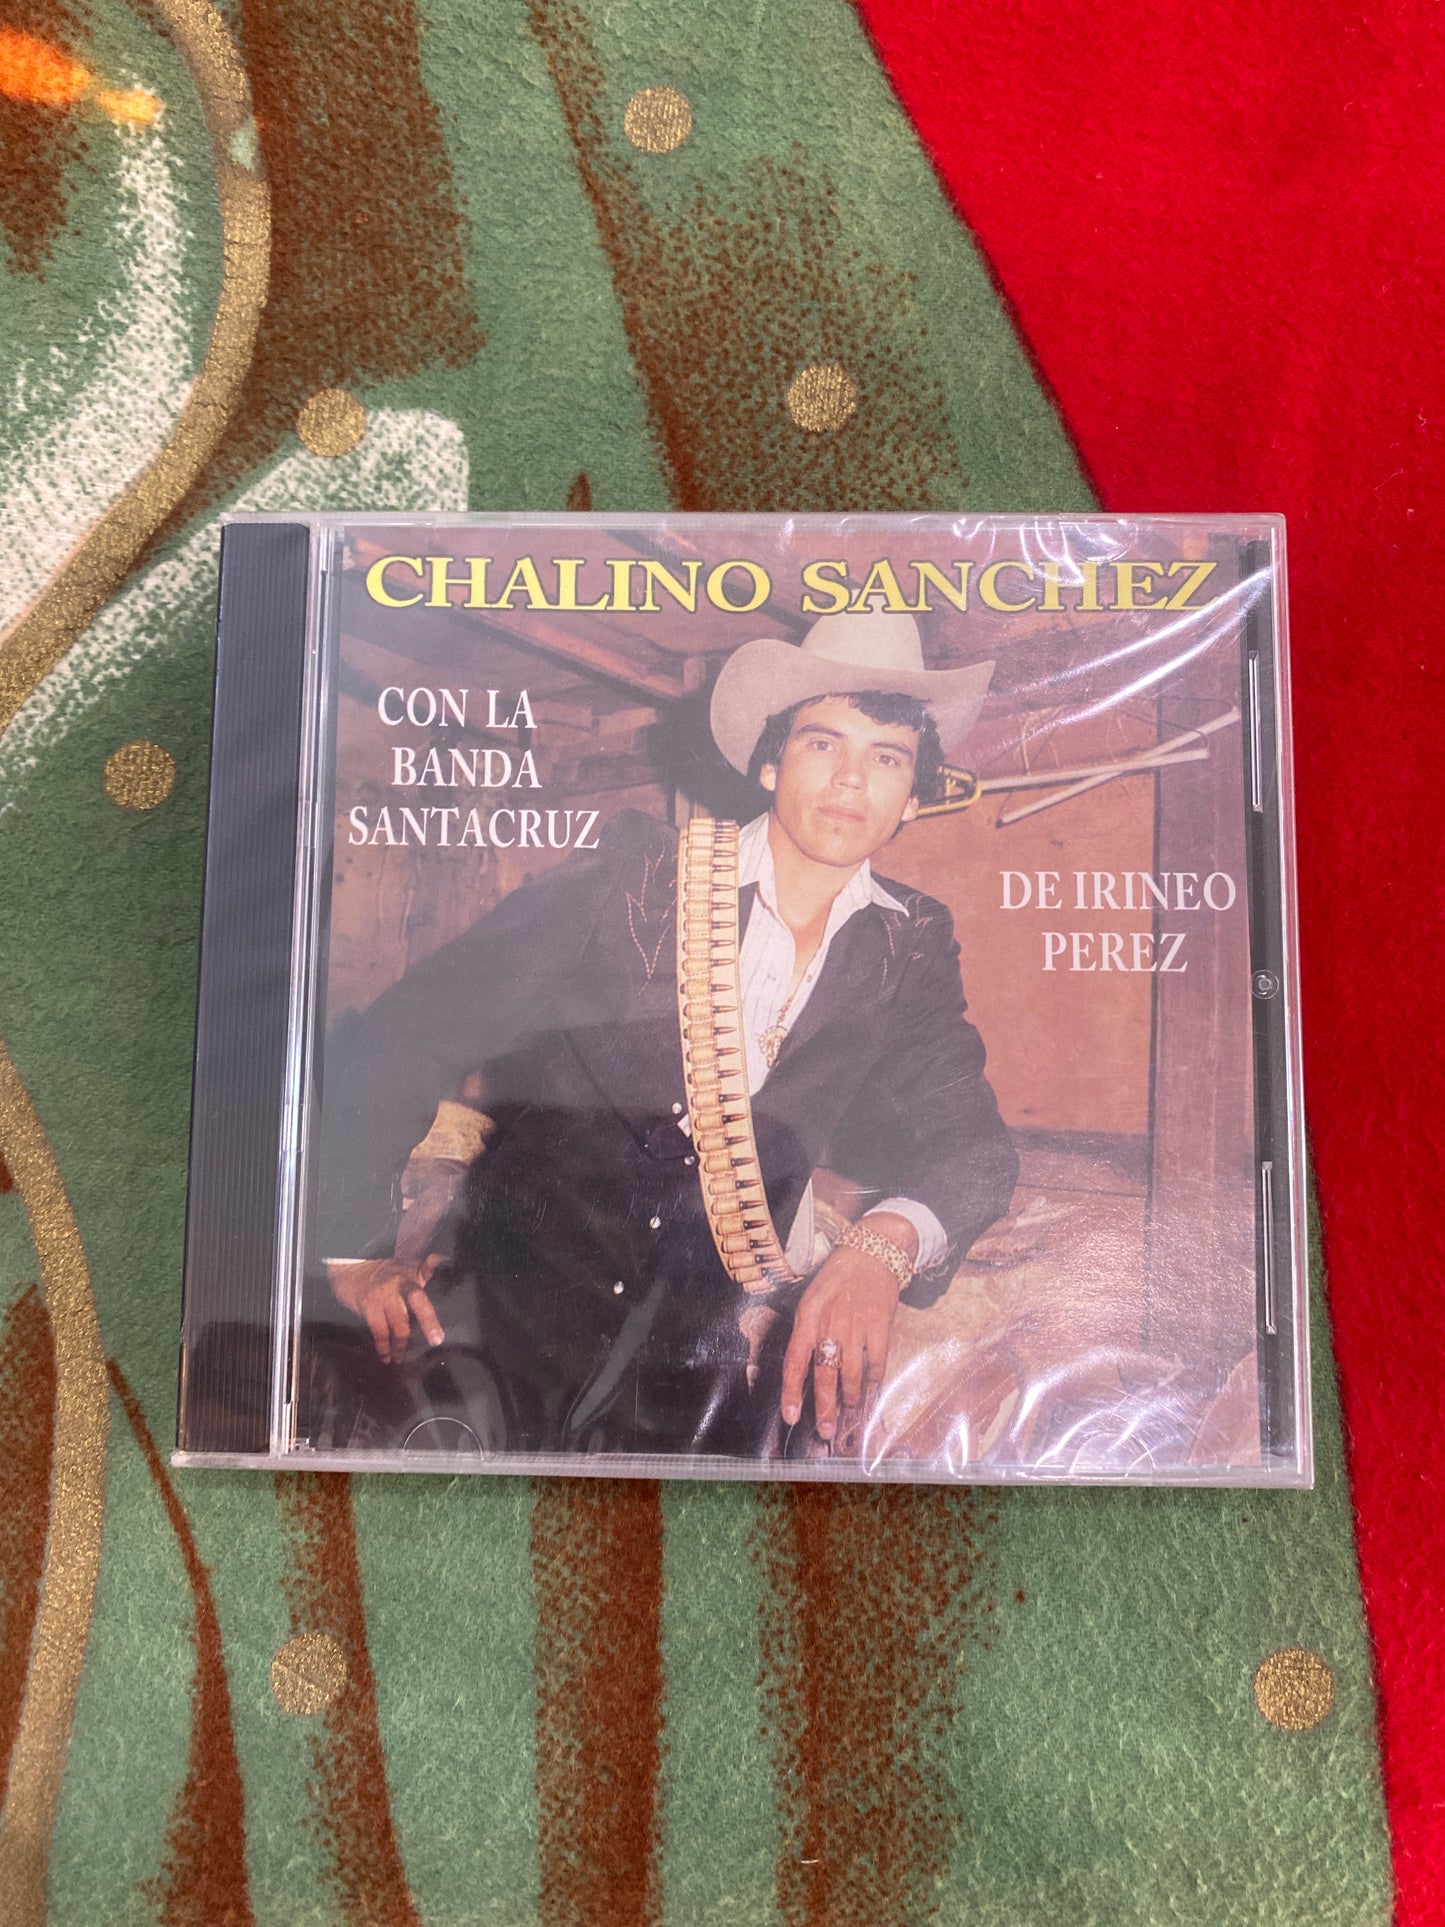 CHALINO SANCHEZ
CON LA
BANDA
SANTACRUZ
DE IRINEO
PEREZ